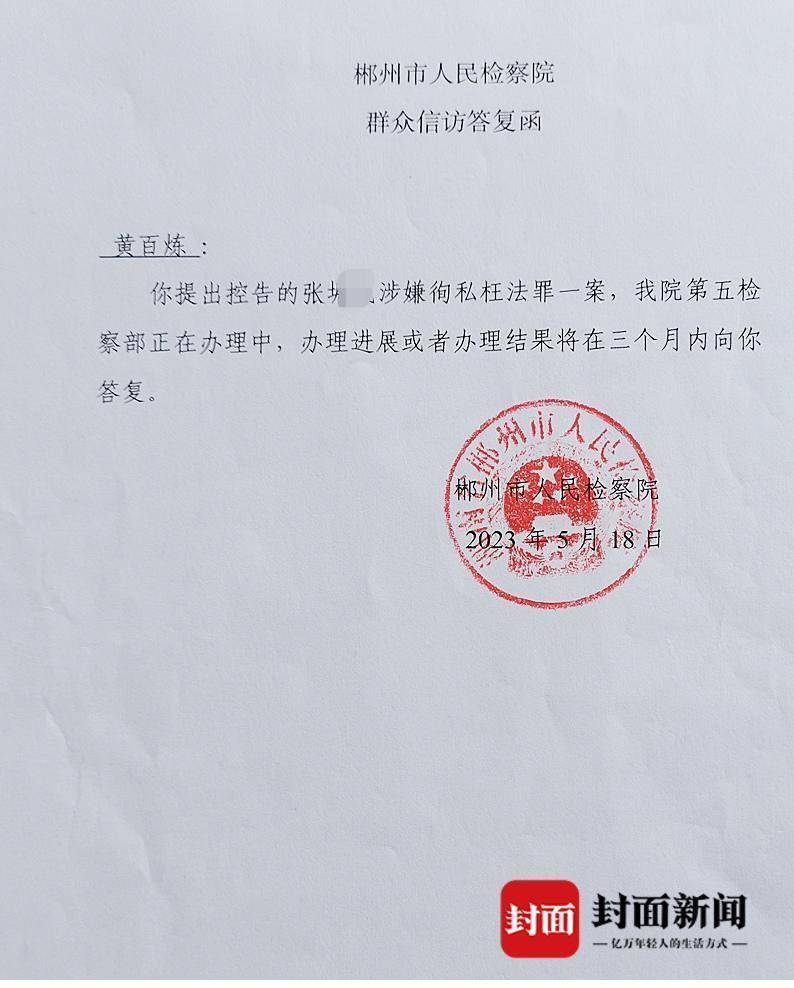 郴州市人民检察院
群众信访答复函
黄百炼：
你提出控告的张 涉嫌徇私枉法罪一案，我院第五检
察部正在办理中，办理进展或者办理结果将在三个月内向你
答复。
郴州市人民检察院
2023 年 5 月 18 日
郴州市人民
封面
封面新闻
亿万年轻人的生活方式